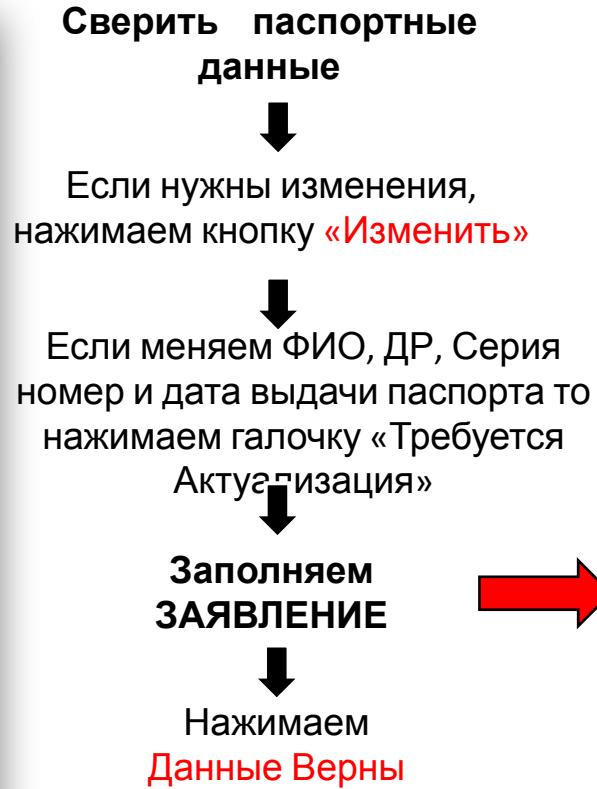 Сверить паспортные
данные
Если нужны изменения,
нажимаем кнопку «Изменить»
Если меняем ФИО, ДР, Серия
номер и дата выдачи паспорта то
нажимаем галочку «Требуется
Актуализация»
Заполняем
ЗАЯВЛЕНИЕ
Нажимаем
Данные Верны